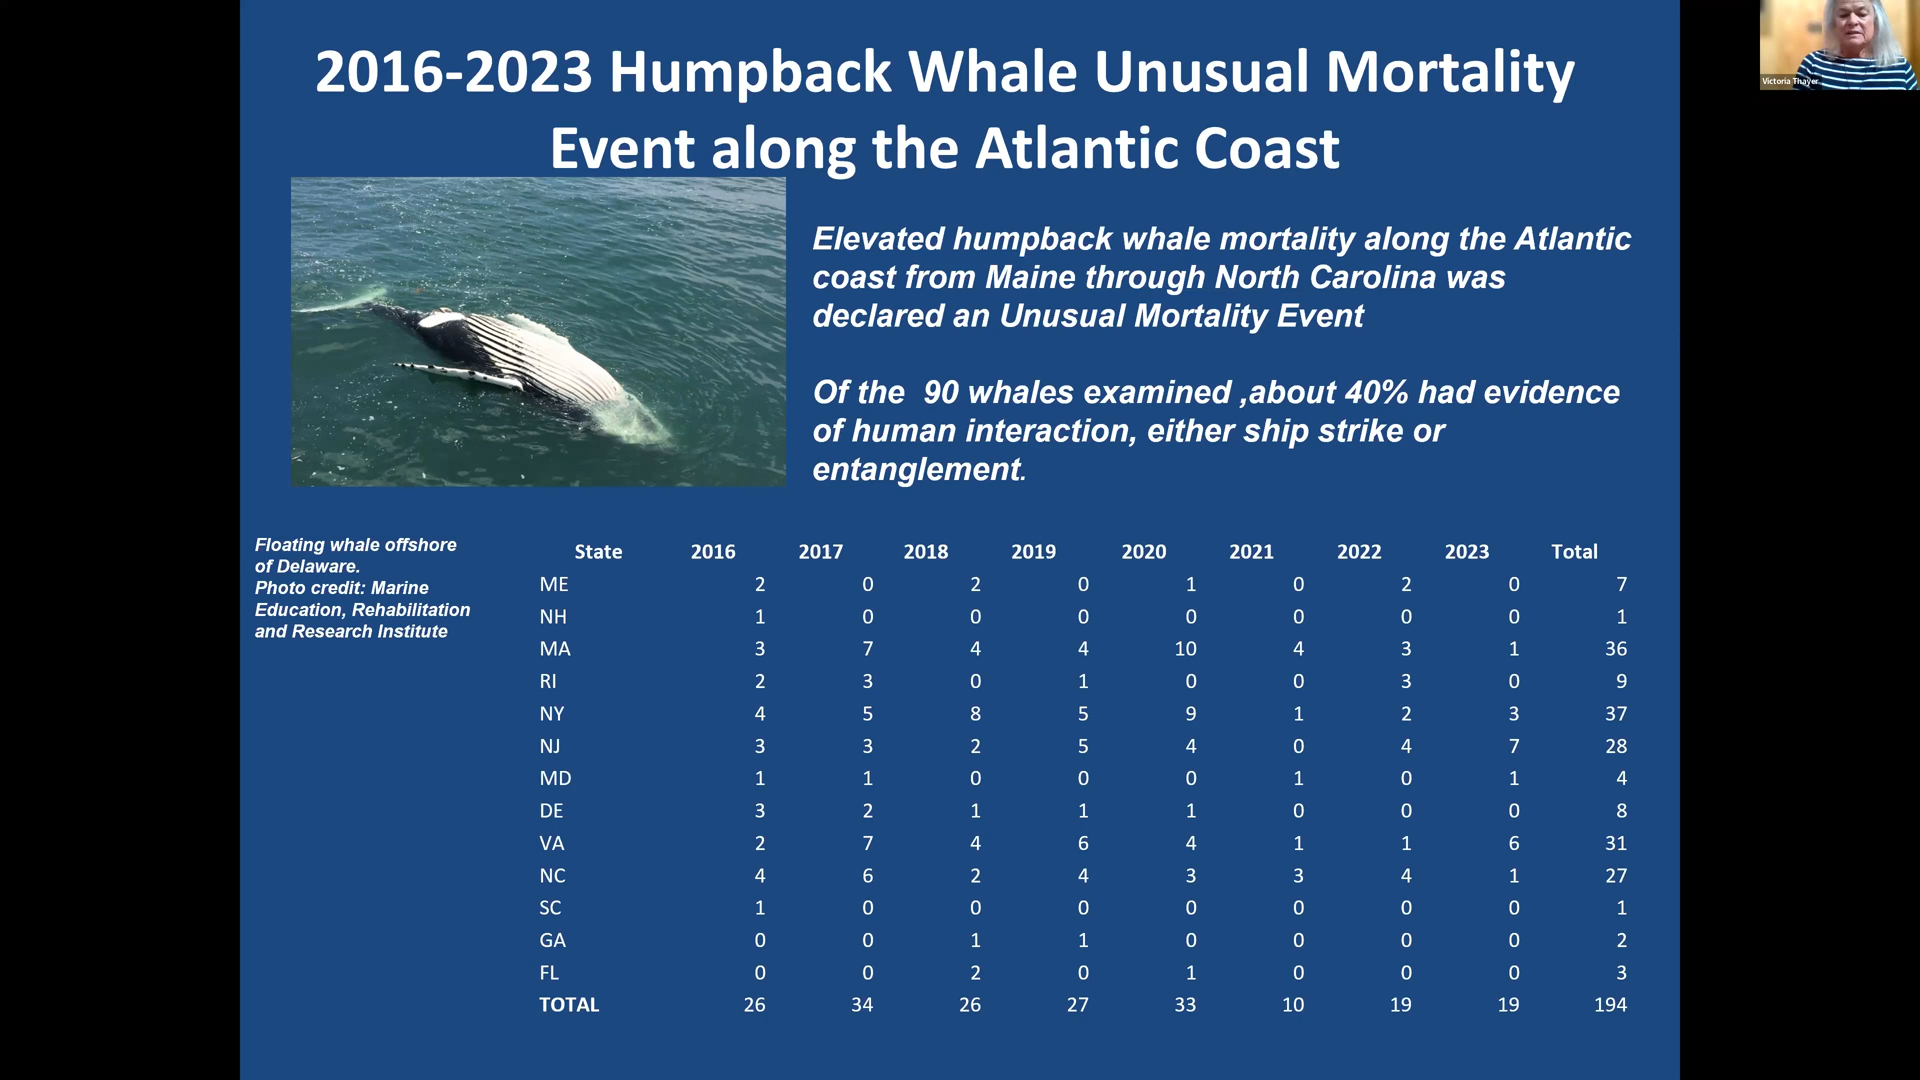 2016-2023 Humpback Whale Unusual Mortality
Event along the Atlantic Coast
Victoria Thayer
Elevated humpback whale mortality along the Atlantic
coast from Maine through North Carolina was
declared an Unusual Mortality Event
Of the 90 whales examined ,about 40% had evidence
of human interaction, either ship strike or
entanglement.
Floating whale offshore
of Delaware.
Photo credit: Marine
Education, Rehabilitation
and Research Institute
State 2016 2017 2018 2019 2020 2021 2022 2023 Total
ME 2 0 2 0 1 0 2 0 7
NH 1 0 0 0 0 0 0 0 1
MA 3 7 4 4 10 4 3 1 36
RI 2 3 0 1 0 0 3 0 9
NY 4 5 8 5 9 1 2 3 37
NJ 3 3 2 5 4 0 4 7 28
MD 1 1 0 0 0 1 0 1 4
DE 3 2 1 1 1 0 0 0 8
VA 2 7 4 6 4 1 1 6 31
NC 4 6 2 4 3 3 4 1 27
SC 1 0 0 0 0 0 0 0 1
GA 0 0 1 1 0 0 0 0 2
FL 0 0 2 0 1 0 0 0 3
TOTAL 26 34 26 27 33 10 19 19 194